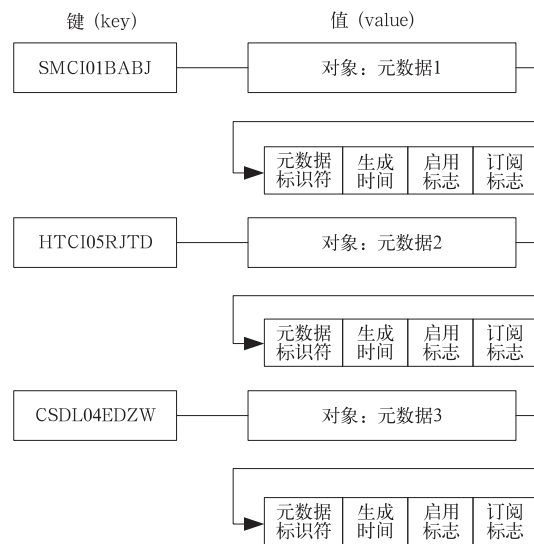 键 (key) 值 (value)
SMCI01BABJ 对象：元数据1
元数据 生成 启用 订阅
标识符 时间 标志 标志
HTCI05RJTD 对象：元数据2
元数据 生成 启用 订阅
标识符 时间 标志 标志
CSDL04EDZW 对象：元数据3
元数据 生成 启用 订阅
标识符 时间 标志 标志